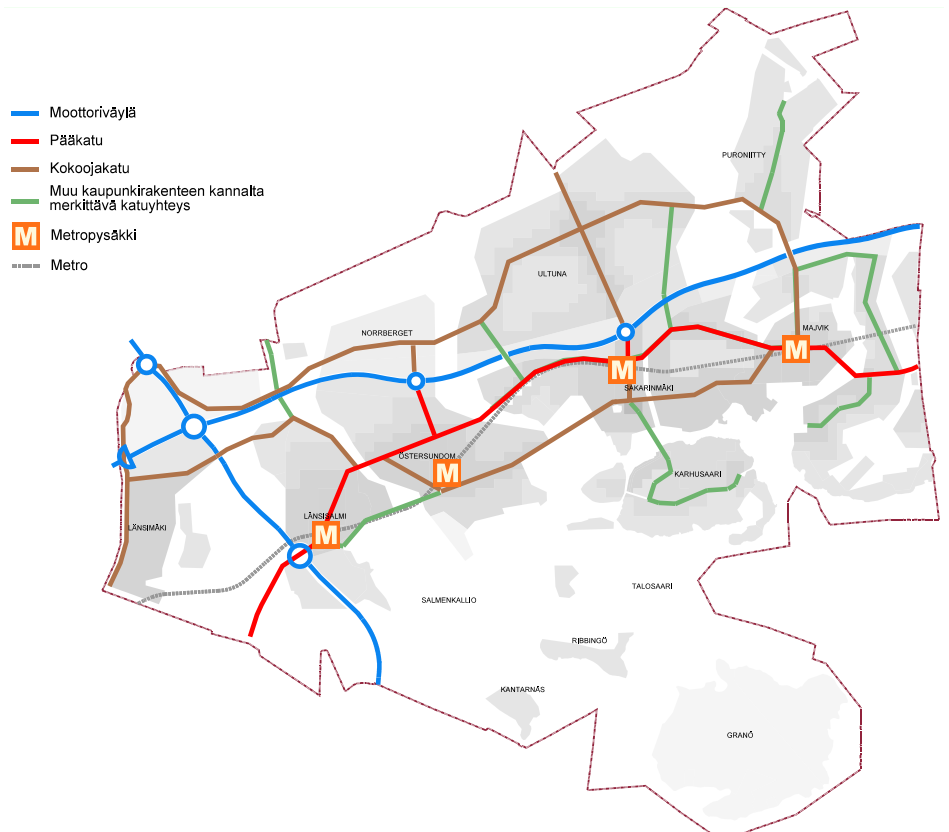 Moottoriväylä
Pääkatu
Kokoojakatu
Muu kaupunkirakenteen kannalta
merkittävä katuyhteys
M Metropysäkki
Metro
PURONIITTY
ULTUNA
NORRBERGET
MAJVIK
M
M
SAKARINMÄKI
ÖSTERSUNDOM
M
KARHUSAARI
LÄNSISALMI
M
LÄNSIMÄKI
TALOSAARI
SALMENKALLIO
RIBBINGÖ
KANTARNÄS
GRANÖ